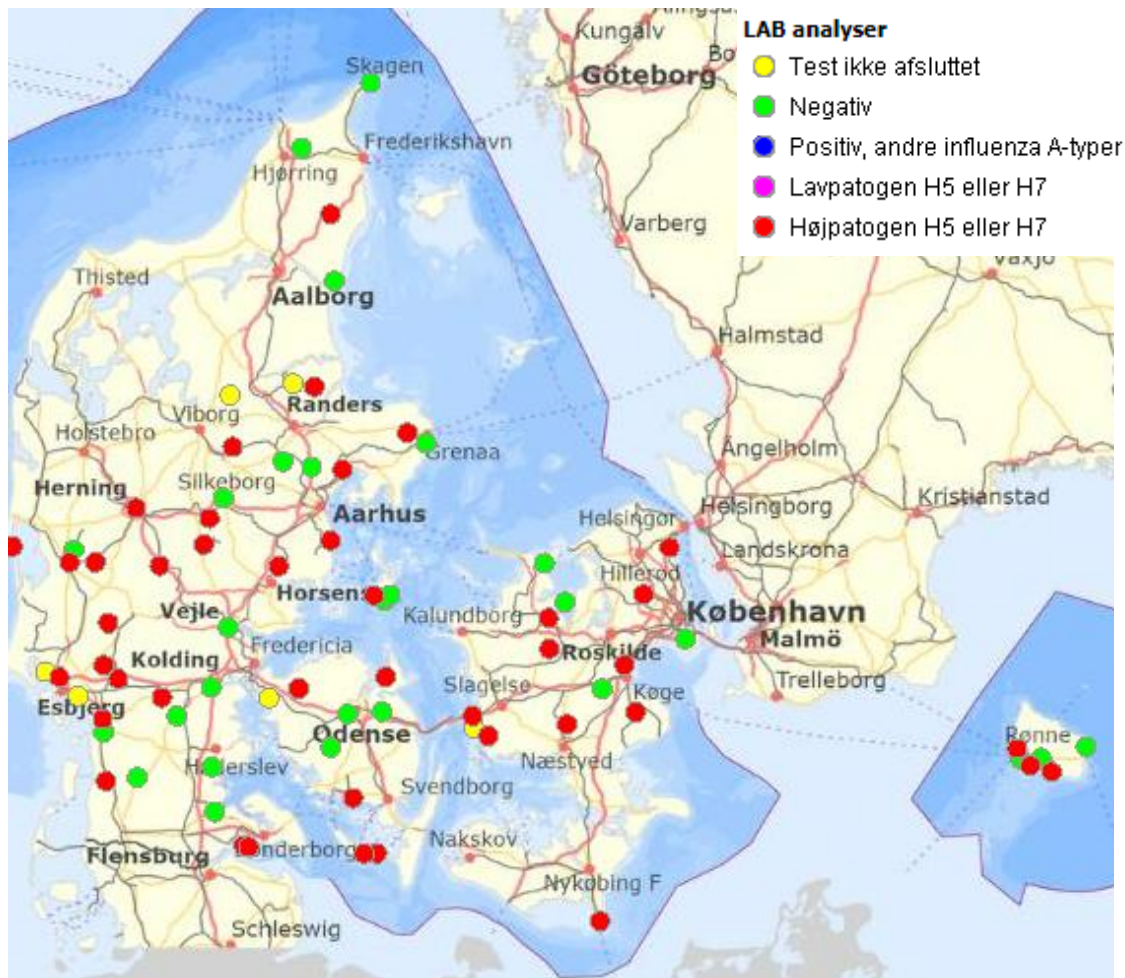 LAB analyser
Test ikke afsluttet
Negativ
Positiv, andre influenza A-typer
Lavpatogen H5 eller H7
Højpatogen H5 eller H7
Kungälv
Göteborg
Skagen
Frederikshavn
Hjørring
Varberg
Thisted
Aalborg
Växjö
Halmstad
Viborg
Randers
Holstebro
Grenaa
Ängelholm
Silkeborg
Herning
Aarhus
Kristianstad
Helsingør
Helsingborg
Landskrona
Hillerød
Horsens
Kalundborg
København
Vejle
Malmö
Fredericia
Roskilde
Kolding
Trelleborg
Slagelse
Køge
Esbjerg
Odense
Rønne
Næstved
Haderslev
Svendborg
Nakskov
Sønderborg
Flensburg
Nykøbing F
Schleswig